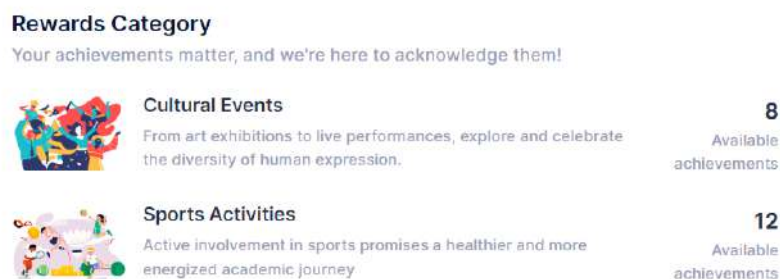 Rewards Category
Your achievements matter, and we're here to acknowledge them!
Cultural Events
From art exhibitions to live performances, explore and celebrate
the diversity of human expression.
8
Available
achievements
Sports Activities
Active involvement in sports promises a healthier and more
energized academic journey
12
Available
achievements